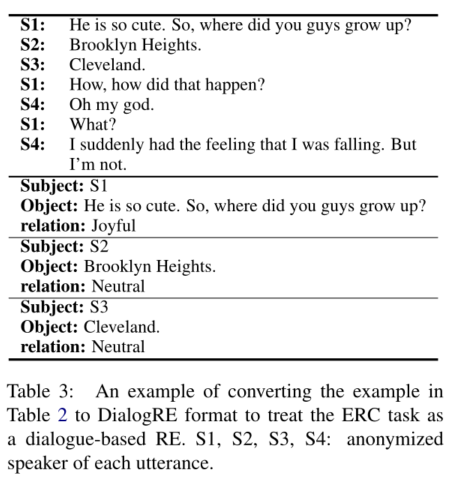 S1: He is so cute. So, where did you guys grow up?
S2: Brooklyn Heights.
S3: Cleveland.
S1: How, how did that happen?
S4: Oh my god.
S1: What?
S4: I suddenly had the feeling that I was falling. But
I'm not.
Subject: S1
Object: He is so cute. So, where did you guys grow up?
relation: Joyful
Subject: S2
Object: Brooklyn Heights.
relation: Neutral
Subject: S3
Object: Cleveland.
relation: Neutral
Table 3: An example of converting the example in
Table 2 to DialogRE format to treat the ERC task as
a dialogue-based RE. S1, S2, S3, S4: anonymized
speaker of each utterance.